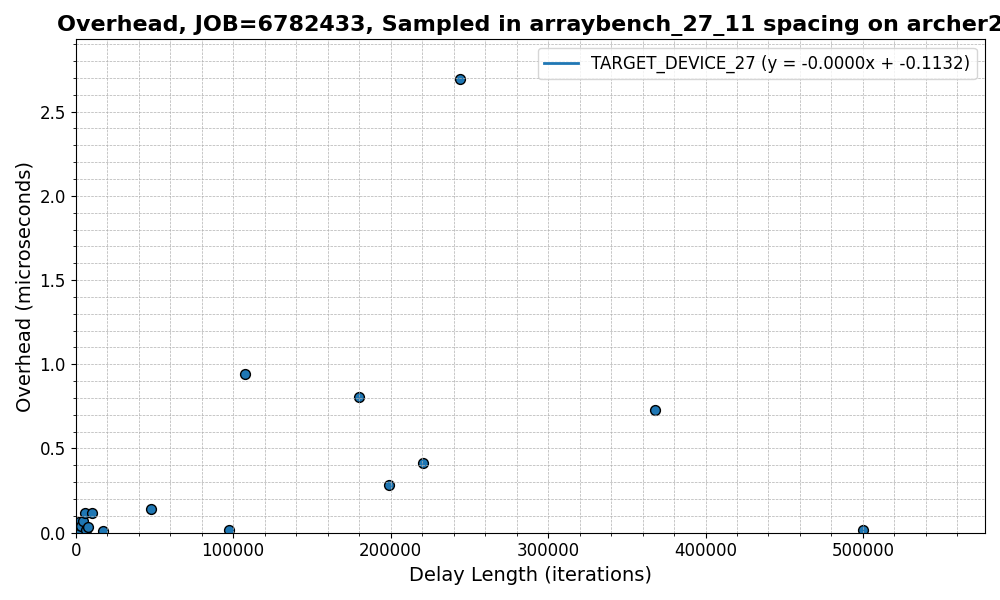 Overhead, JOB=6782433, Sampled in arraybench_27_11 spacing on archer2
TARGET_DEVICE_27 (y = -0.0000x + -0.1132)
Overhead (microseconds)
2.5
2.0
1.5
1.0
0.5
0.0
0 100000 200000 300000 400000 500000
Delay Length (iterations)